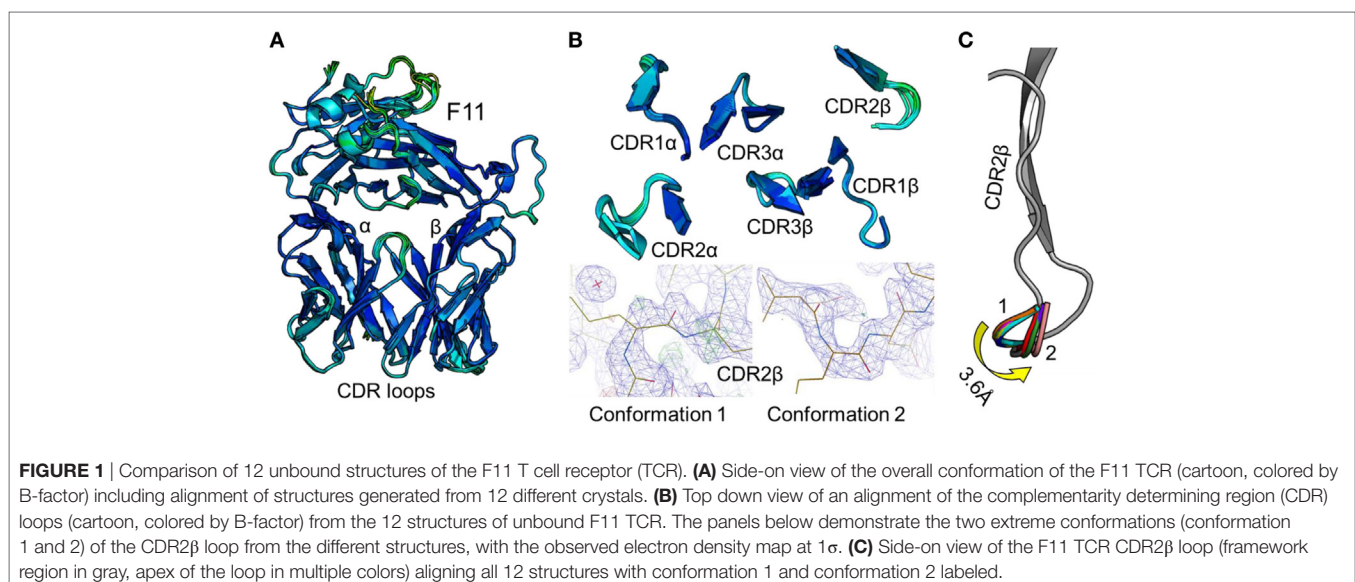 A
B
C
F11
α
β
CDR loops
CDR1α
CDR3α
CDR2β
CDR2α
CDR3β
CDR1β
CDR2β
Conformation 1
Conformation 2
CDR2β
1
2
3.6Å
FIGURE 1 | Comparison of 12 unbound structures of the F11 T cell receptor (TCR). (A) Side-on view of the overall conformation of the F11 TCR (cartoon, colored by
B-factor) including alignment of structures generated from 12 different crystals. (B) Top down view of an alignment of the complementarity determining region (CDR)
loops (cartoon, colored by B-factor) from the 12 structures of unbound F11 TCR. The panels below demonstrate the two extreme conformations (conformation
1 and 2) of the CDR2β loop from the different structures, with the observed electron density map at 1σ. (C) Side-on view of the F11 TCR CDR2β loop (framework
region in gray, apex of the loop in multiple colors) aligning all 12 structures with conformation 1 and conformation 2 labeled.